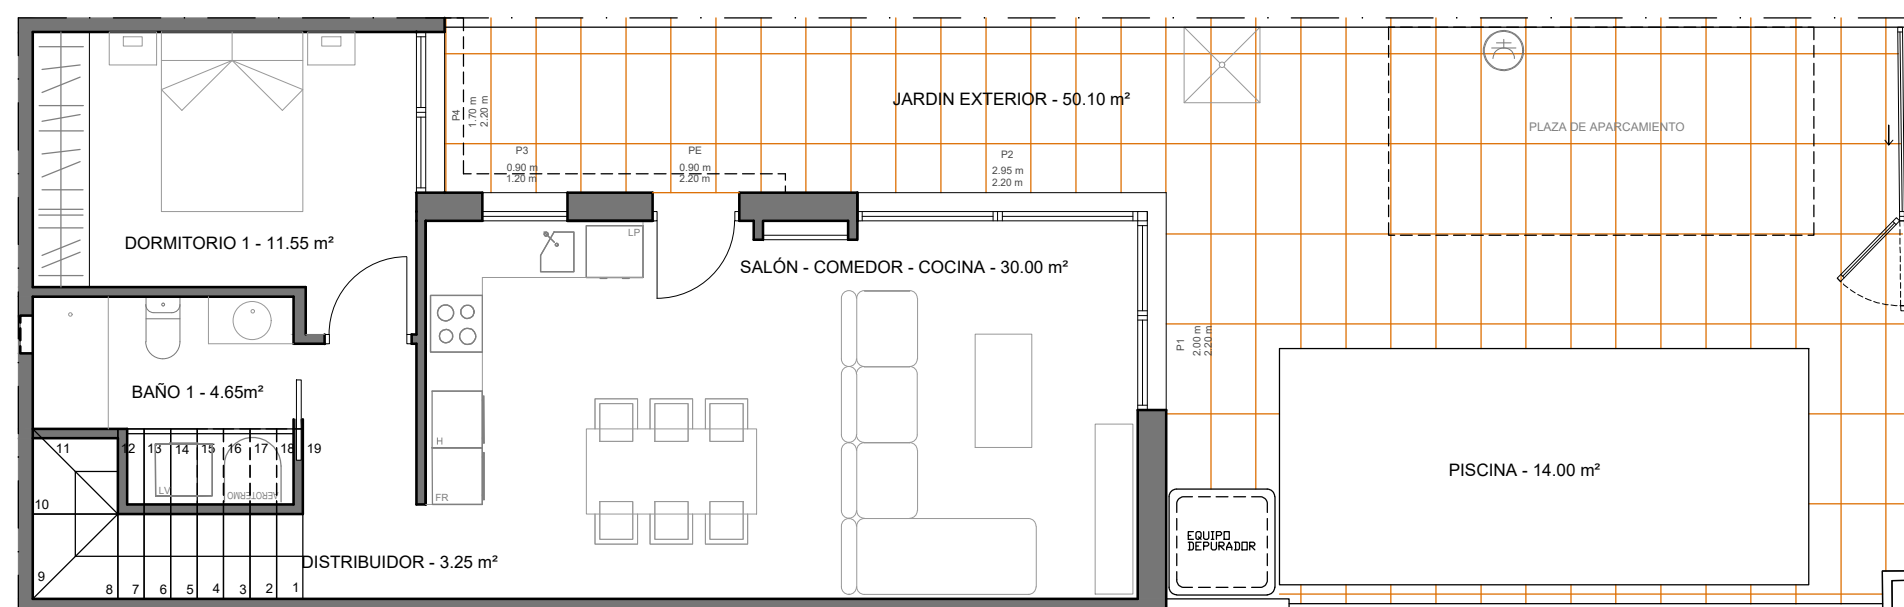 JARDIN EXTERIOR - 50.10 m²
P4
1.70 m
2.20 m
PLAZA DE APARCAMIENTO
P3
0.90 m
1.20 m
PE
0.90 m
2.20 m
P2
2.95 m
2.20 m
DORMITORIO 1 - 11.55 m²
LP
SALÓN - COMEDOR - COCINA - 30.00 m²
P1
2.00 m
2.20 m
BAÑO 1 - 4.65m²
H
FR
11
12
13
14
15
16
17
18
19
LV
AEROTERMO
10
9
8
7
6
5
4
3
2
1
DISTRIBUIDOR - 3.25 m²
PISCINA - 14.00 m²
EQUIPO
DEPURADOR